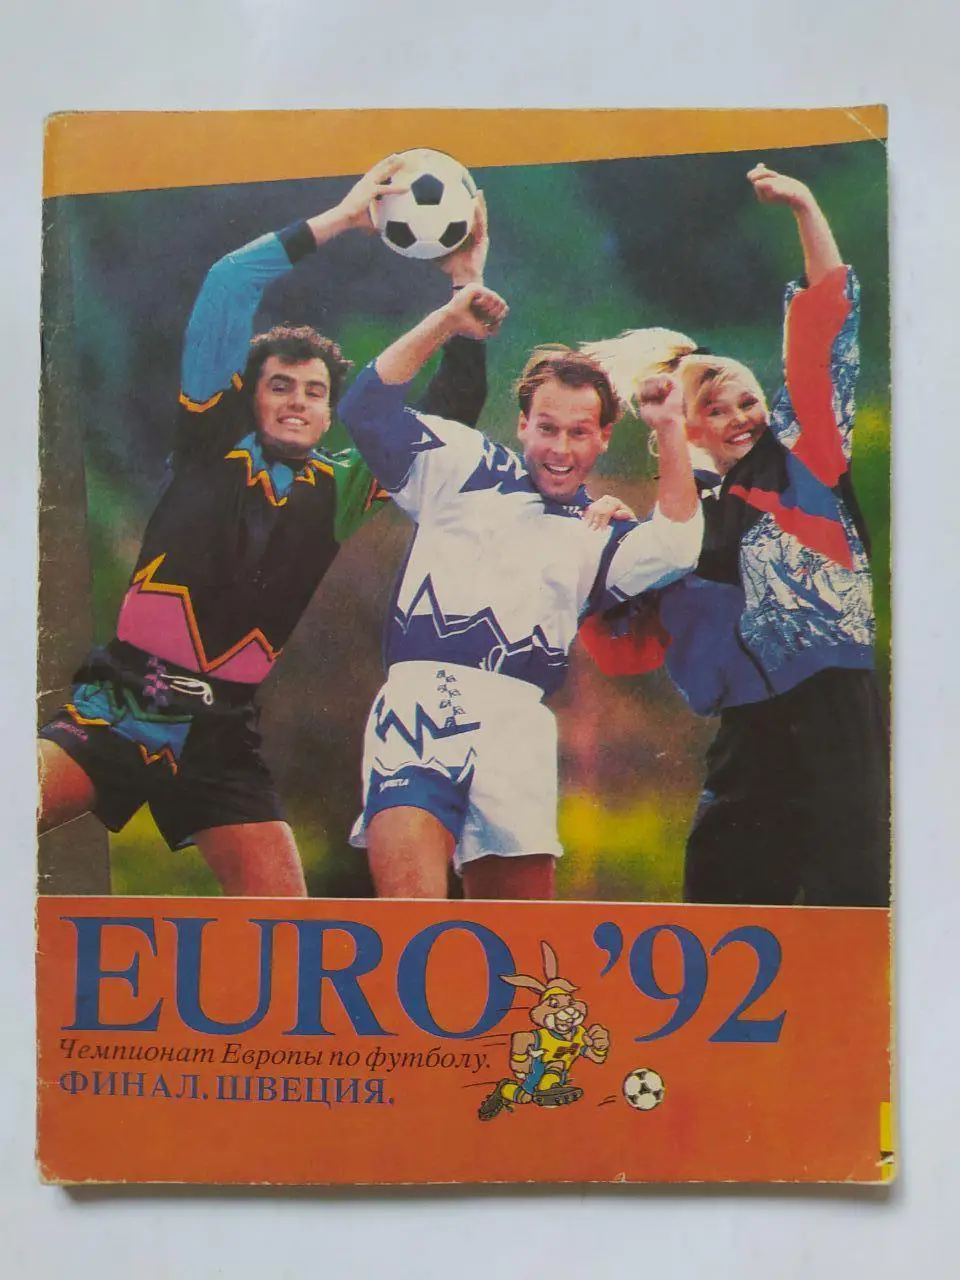 EURO '92
Чемпионат Европы по футболу.
ФИНАЛ. ШВЕЦИЯ.